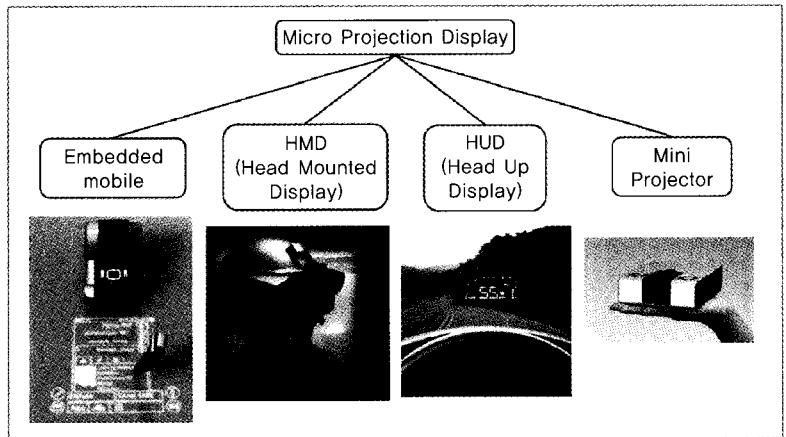 Micro Projection Display
Embedded
mobile
HMD
(Head Mounted
Display)
HUD
(Head Up
Display)
Mini
Projector